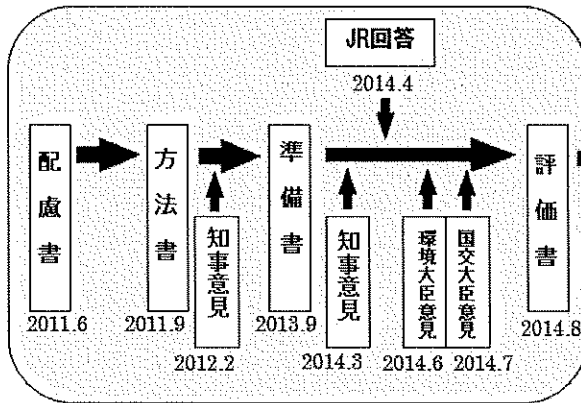 JR回答
2014.4
配慮書
2011.6
方法書
2011.9
知事意見
2012.2
準備書
2013.9
知事意見
2014.3
環境大臣意見
2014.6
国交大臣意見
2014.7
評価書
2014.8